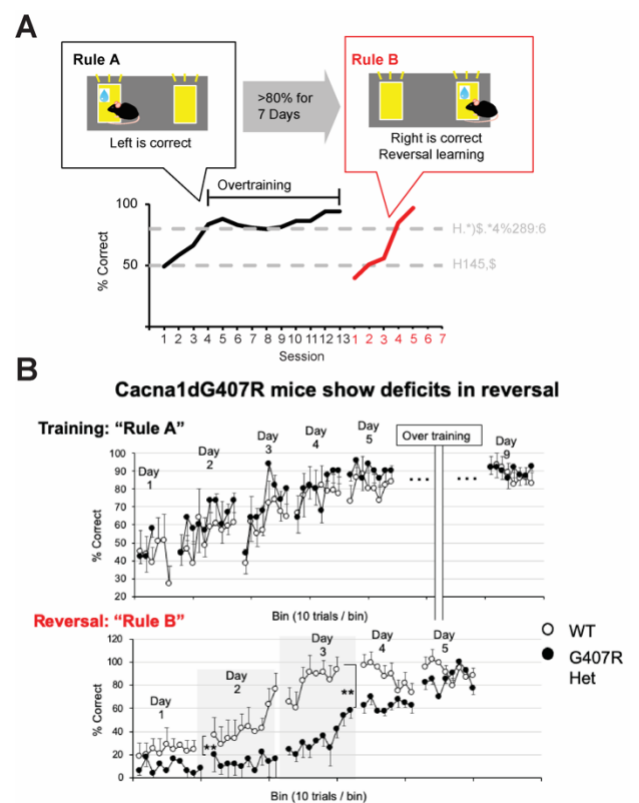 A
Rule A
Left is correct
>80% for
7 Days
Rule B
Right is correct
Reversal learning
Overtraining
100
50
% Correct
H.*)$.*4%289:6
H145,$
1 2 3 4 5 6 7 8 9 10 11 12 13 1 2 3 4 5 6 7
Session
B
Cacna1dG407R mice show deficits in reversal
Training: “Rule A”
Day
1
Day
2
Day
3
Day
4
Day
5
Over training
Day
9
... ...
100
90
80
70
60
50
40
30
20
% Correct
Bin (10 trials / bin)
Reversal: “Rule B”
Day
1
Day
2
Day
3
Day
4
Day
5
**
**
120
100
80
60
40
20
0
% Correct
Bin (10 trials / bin)
WT
G407R
Het